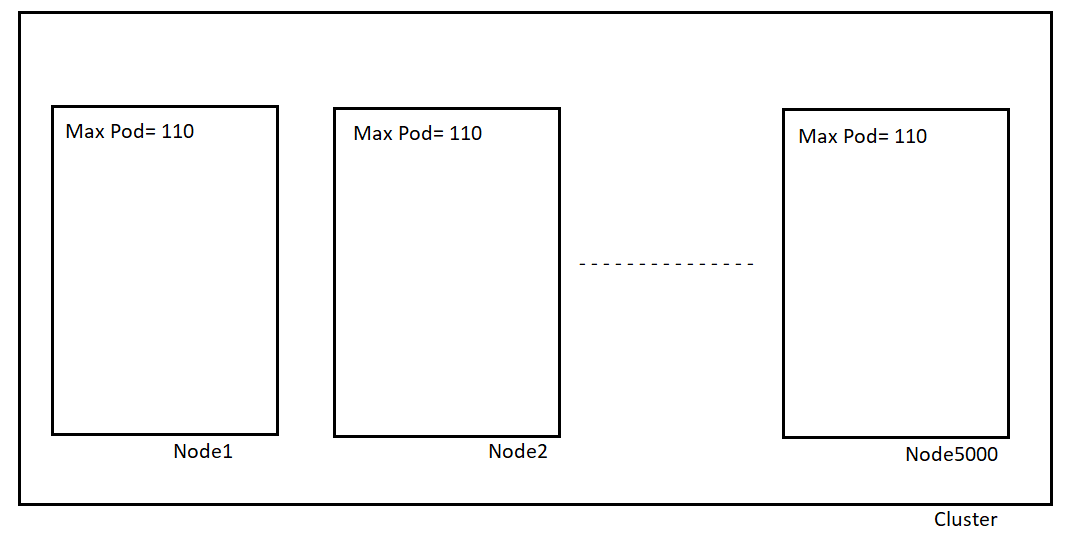 Max Pod= 110
Max Pod= 110
Max Pod= 110
Node1
Node2
Node5000
Cluster